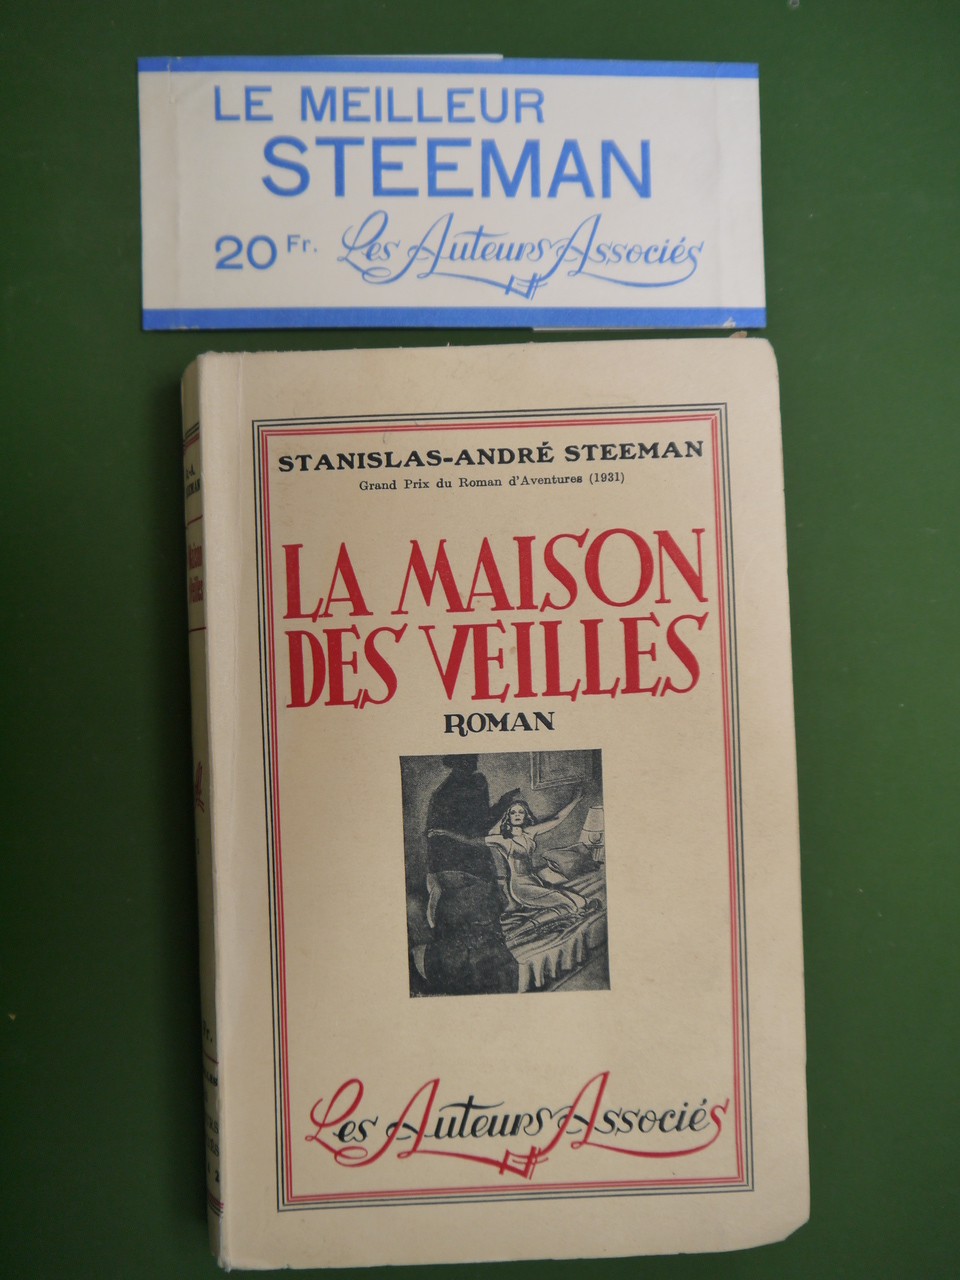 LE MEILLEUR
STEEMAN
20 Fr. Les Auteurs Associés
STANISLAS-ANDRÉ STEEMAN
Grand Prix du Roman d'Aventures (1931)
LA MAISON
DES VEILLES
ROMAN
Les Auteurs Associés